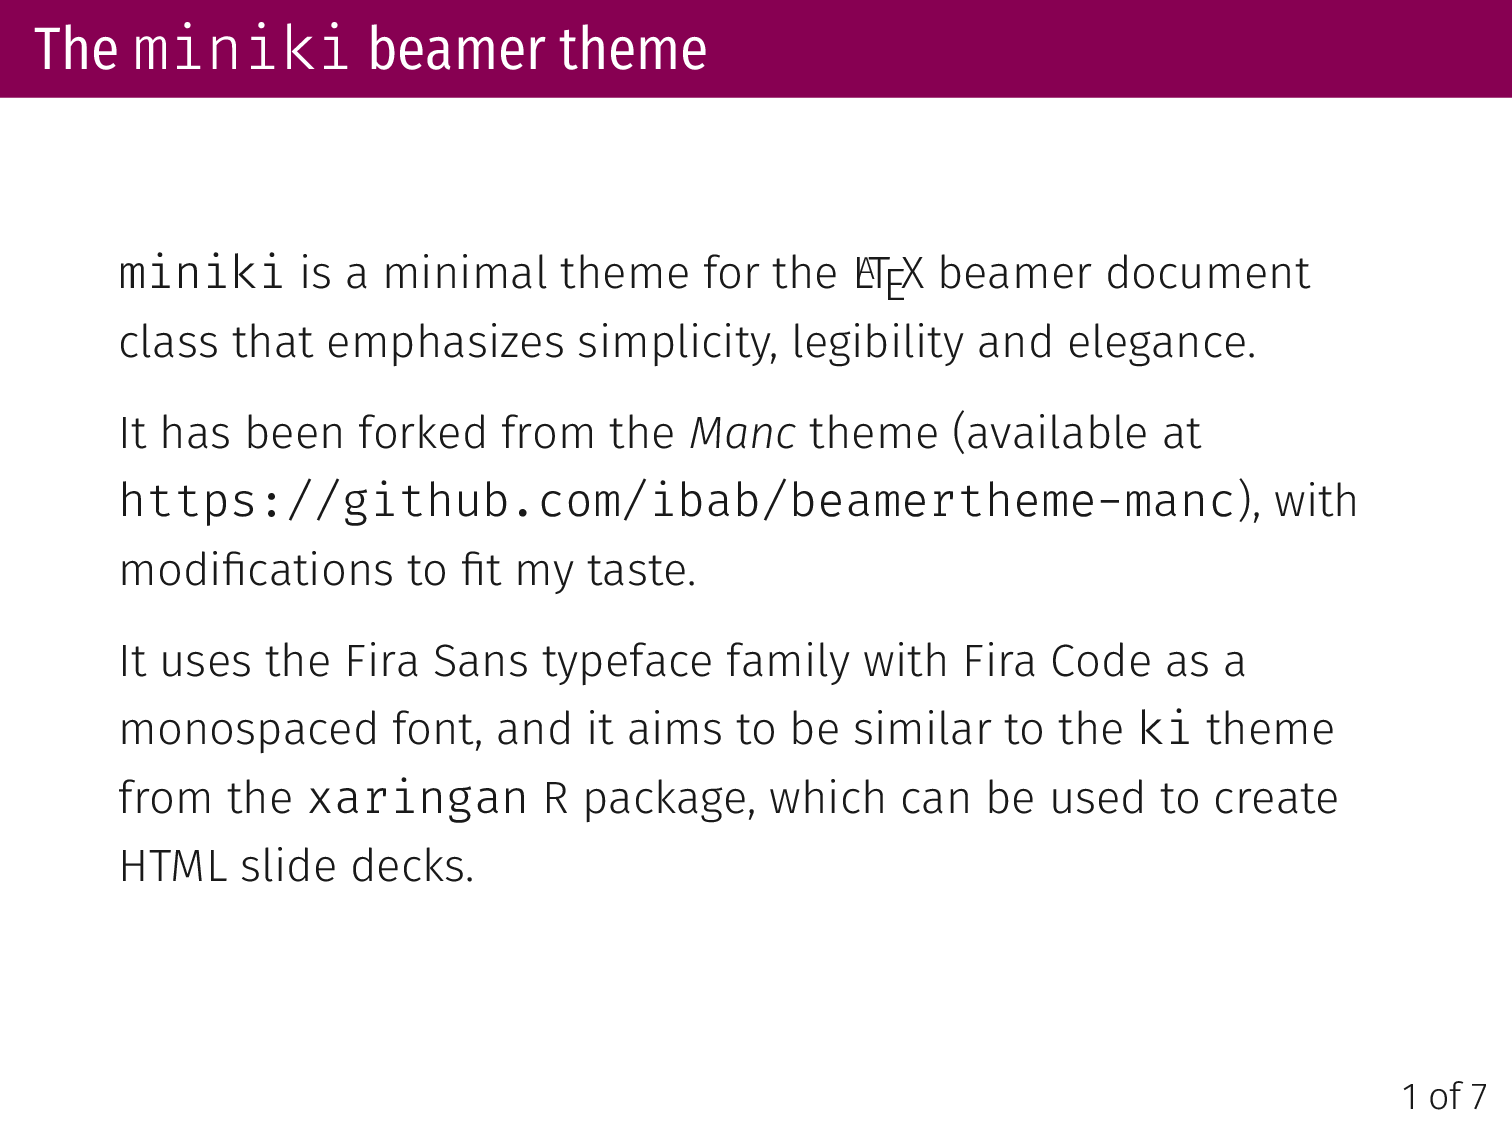 The miniki beamer theme
miniki is a minimal theme for the LATEX beamer document
class that emphasizes simplicity, legibility and elegance.
It has been forked from the Manc theme (available at
https://github.com/ibab/beamertheme-manc), with
modifications to fit my taste.
It uses the Fira Sans typeface family with Fira Code as a
monospaced font, and it aims to be similar to the ki theme
from the xaringan R package, which can be used to create
HTML slide decks.
1 of 7